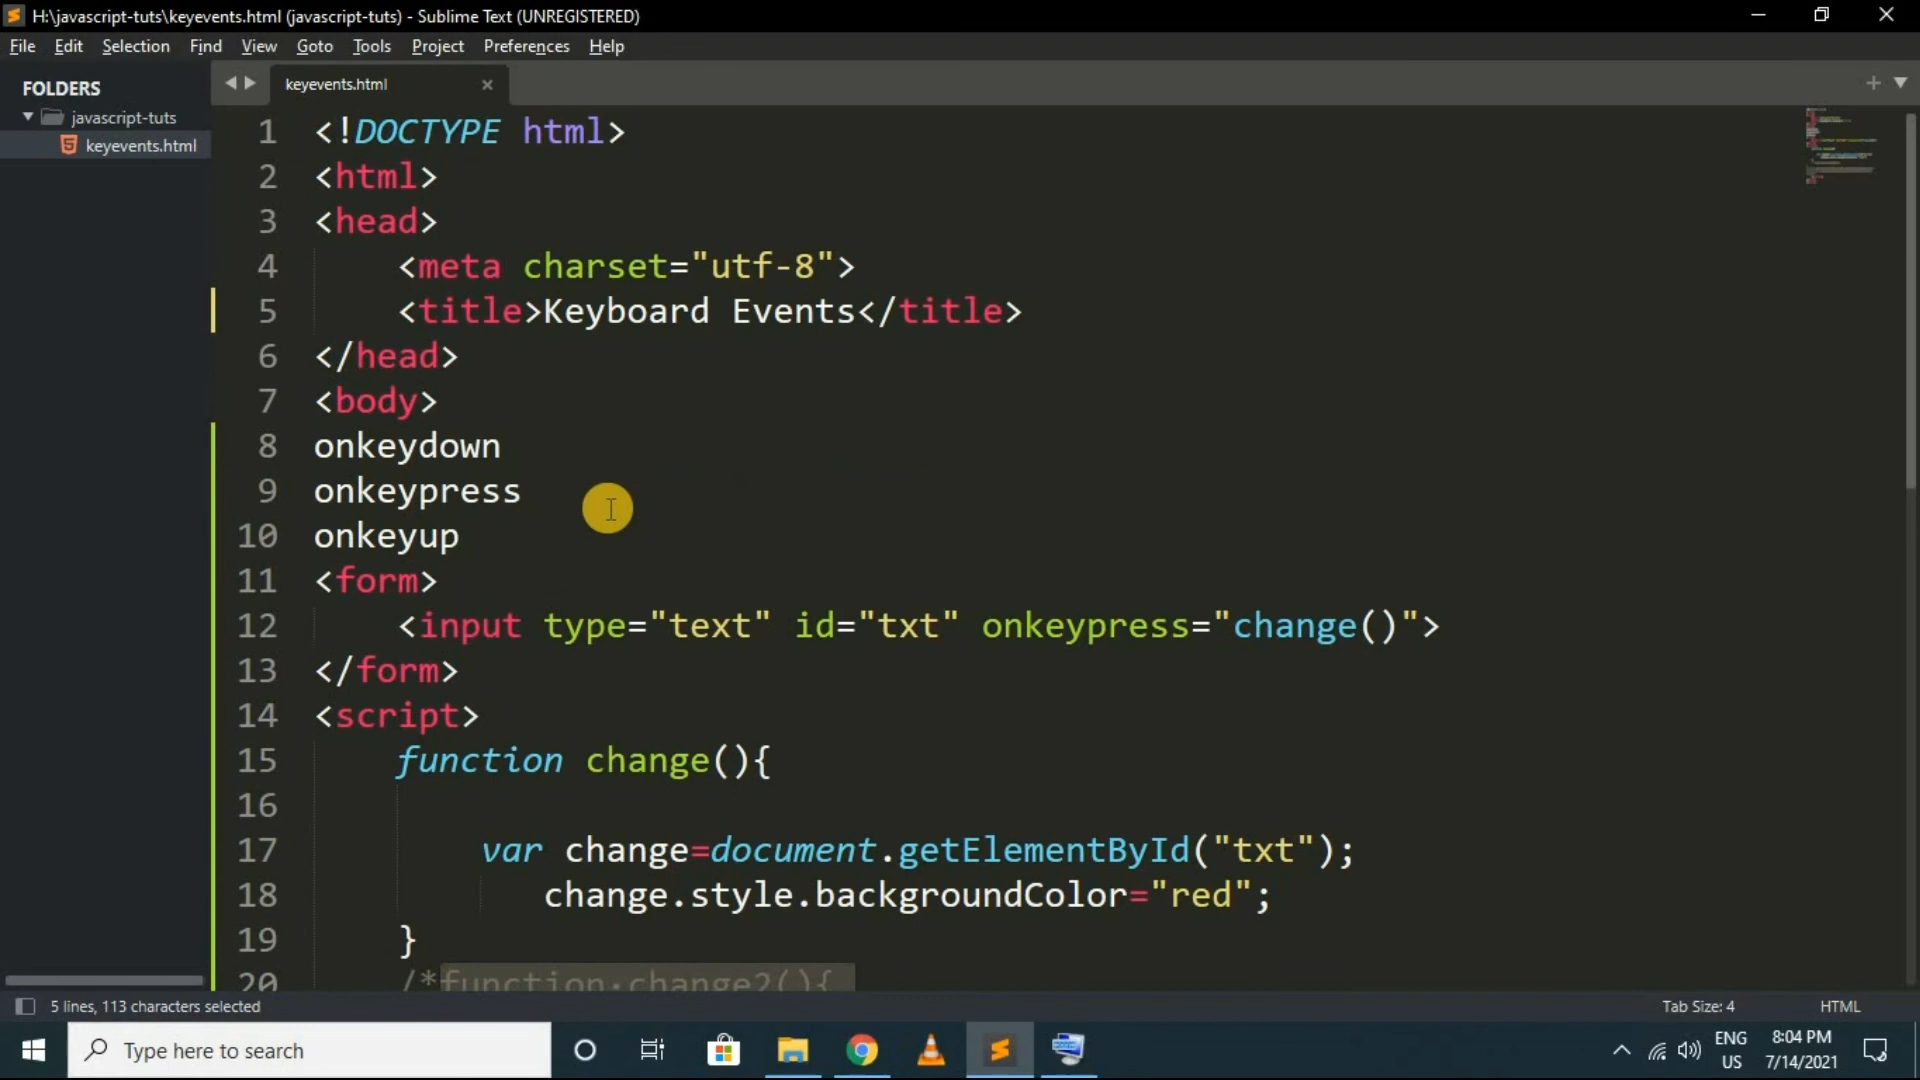 H:\javascript-tuts\keyevents.html (javascript-tuts) - Sublime Text (UNREGISTERED)
File Edit Selection Find View Goto Tools Project Preferences Help
FOLDERS
javascript-tuts
keyevents.html
keyevents.html
1 <!DOCTYPE html>
2 <html>
3 <head>
4 <meta charset="utf-8">
5 <title>Keyboard Events</title>
6 </head>
7 <body>
8 onkeydown
9 onkeypress
10 onkeyup
11 <form>
12 <input type="text" id="txt" onkeypress="change()">
13 </form>
14 <script>
15 function change(){
16
17 var change=document.getElementById("txt");
18 change.style.backgroundColor="red";
19 }
20 /*function change2(){
5 lines, 113 characters selected
Tab Size: 4 HTML
Type here to search
ENG
US
8:04 PM
7/14/2021